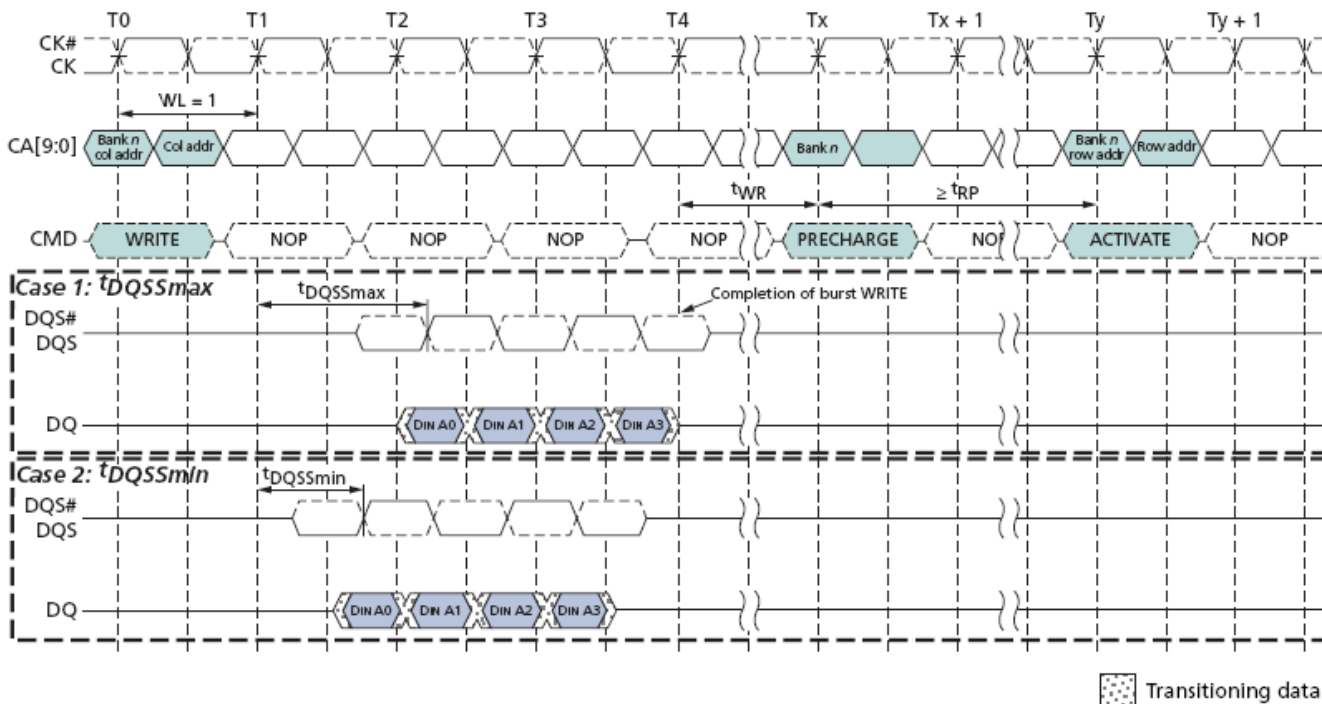 T0 T1 T2 T3 T4 Tx Tx + 1 Ty Ty + 1
CK#
CK
WL = 1
CA[9:0] Bank n col addr Col addr Bank n Bank n row addr Row addr
tWR ≥ tRP
CMD WRITE NOP NOP NOP NOP PRECHARGE NOP ACTIVATE NOP
Case 1: tDQSSmax
tDQSSmax
Completion of burst WRITE
DQS#
DQS
DQ DIN A0 DIN A1 DIN A2 DIN A3
Case 2: tDQSSmin
tDQSSmin
DQS#
DQS
DQ DIN A0 DIN A1 DIN A2 DIN A3
Transitioning data